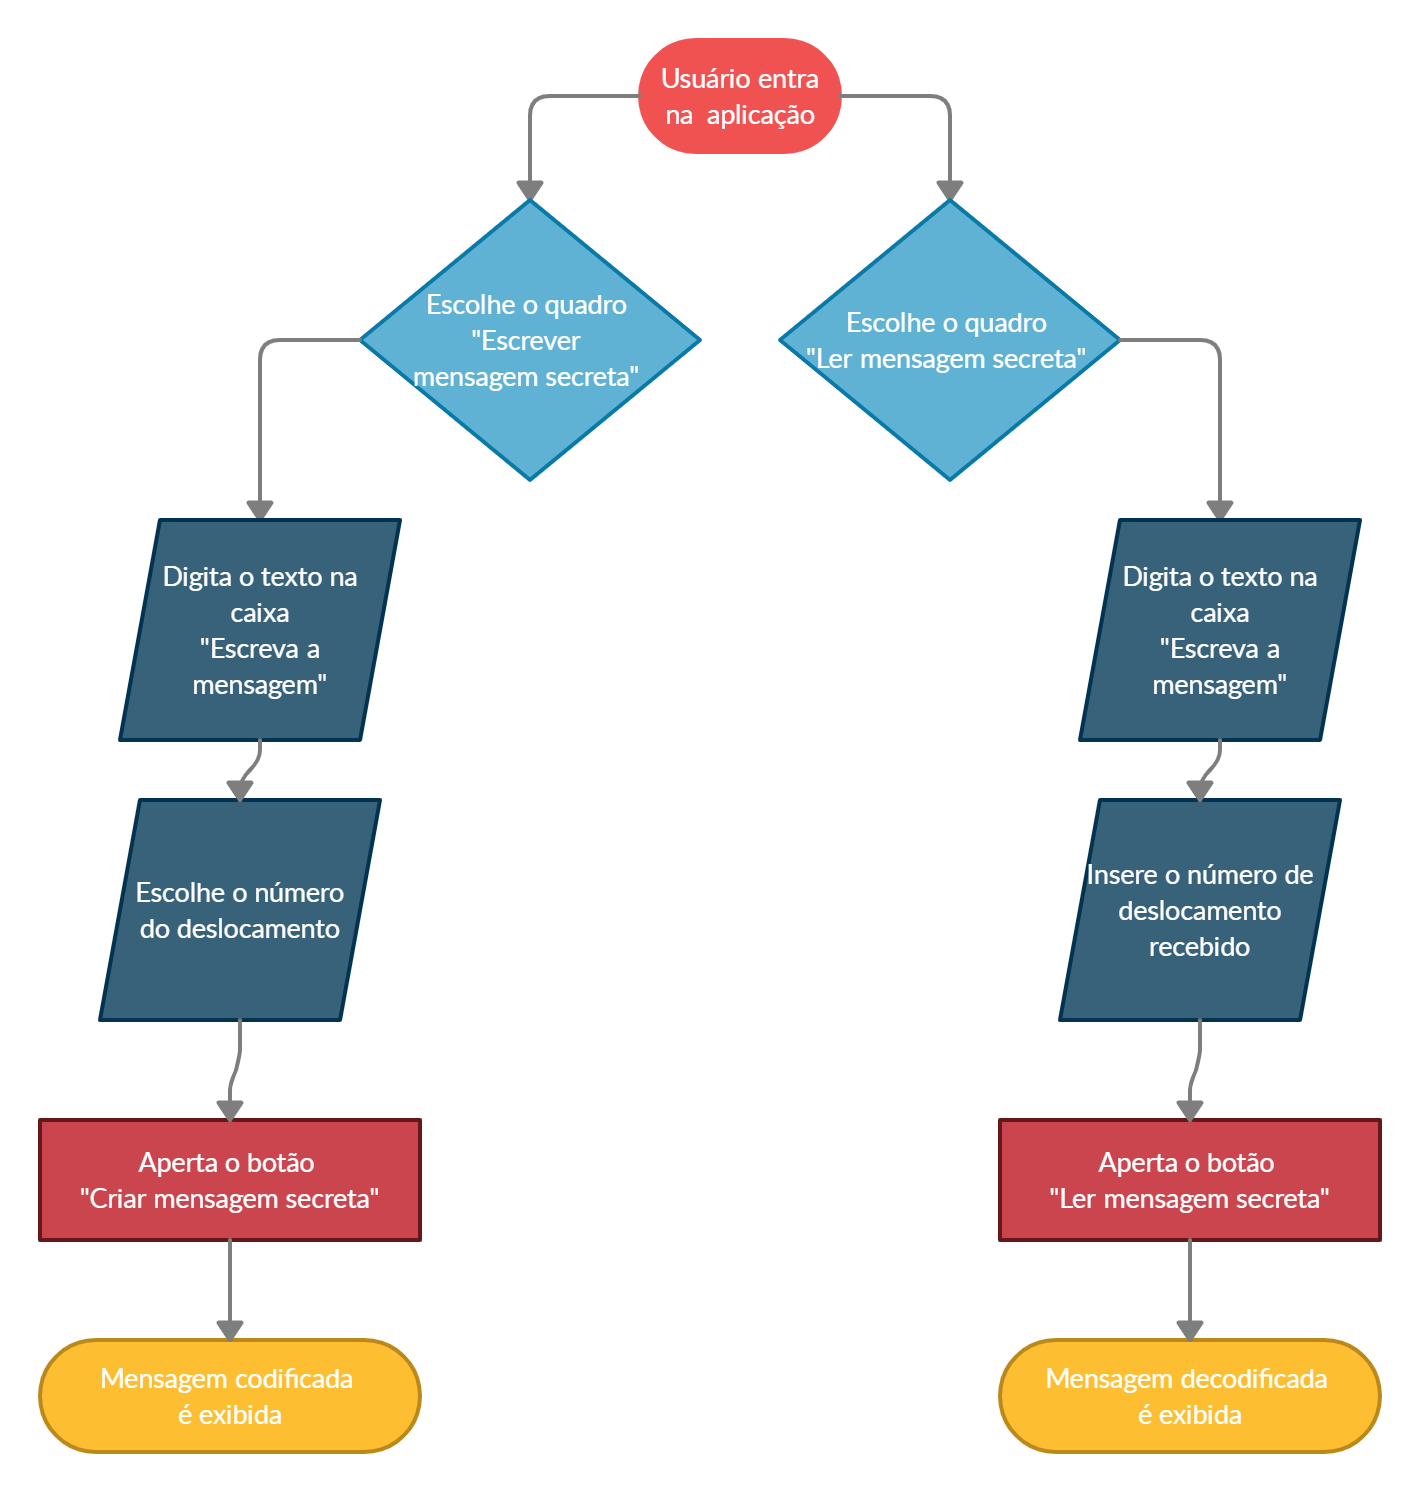 Usuário entra
na aplicação
Escolhe o quadro
"Escrever
mensagem secreta"
Escolhe o quadro
"Ler mensagem secreta"
Digita o texto na
caixa
"Escreva a
mensagem"
Digita o texto na
caixa
"Escreva a
mensagem"
Escolhe o número
do deslocamento
Insere o número de
deslocamento
recebido
Aperta o botão
"Criar mensagem secreta"
Aperta o botão
"Ler mensagem secreta"
Mensagem codificada
é exibida
Mensagem decodificada
é exibida